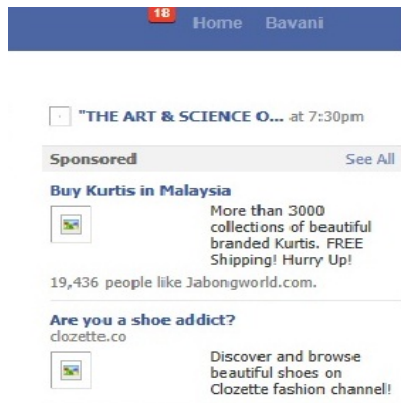 18
Home Bavani
"THE ART & SCIENCE O... at 7:30pm
Sponsored See All
Buy Kurtis in Malaysia
More than 3000
collections of beautiful
branded Kurtis. FREE
Shipping! Hurry Up!
19,436 people like Jabongworld.com.
Are you a shoe addict?
clozette.co
Discover and browse
beautiful shoes on
Clozette fashion channel!